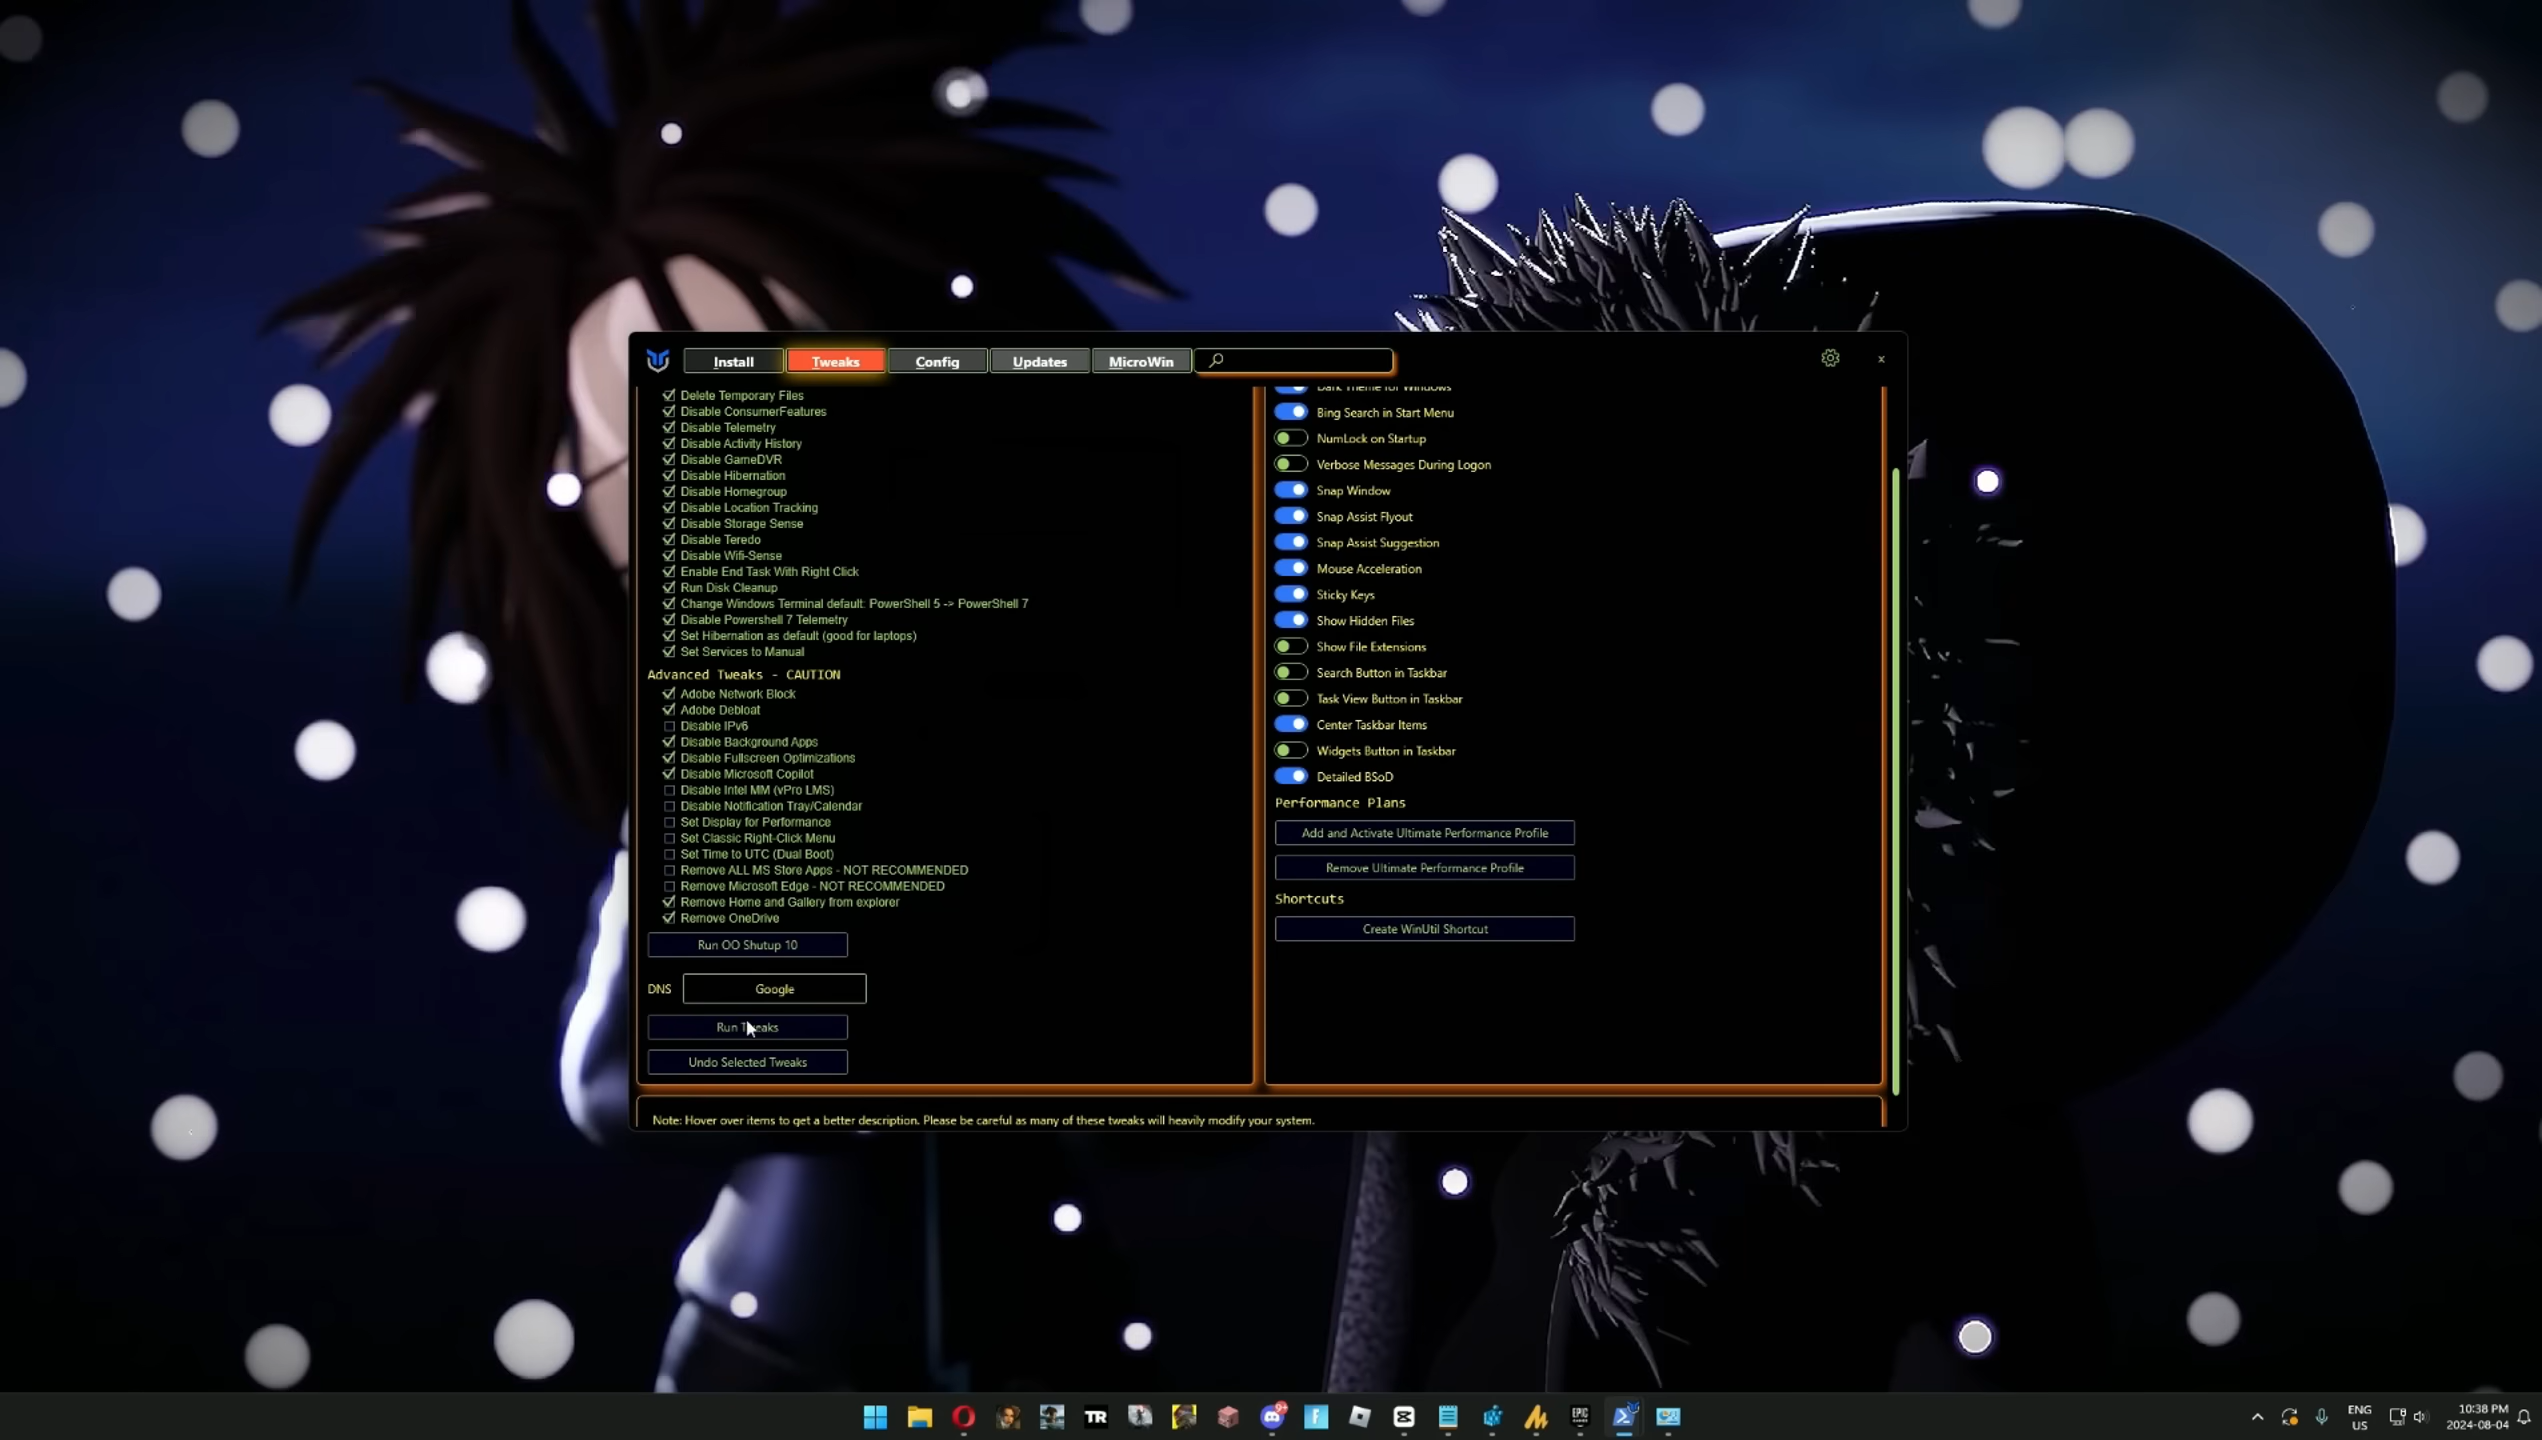 Install
Tweaks
Config
Updates
MicroWin
Delete Temporary Files
Disable ConsumerFeatures
Disable Telemetry
Disable Activity History
Disable GameDVR
Disable Hibernation
Disable Homegroup
Disable Location Tracking
Disable Storage Sense
Disable Teredo
Disable Wifi-Sense
Enable End Task With Right Click
Run Disk Cleanup
Change Windows Terminal default: PowerShell 5 -> PowerShell 7
Disable Powershell 7 Telemetry
Set Hibernation as default (good for laptops)
Set Services to Manual
Advanced Tweaks - CAUTION
Adobe Network Block
Adobe Debloat
Disable IPv6
Disable Background Apps
Disable Fullscreen Optimizations
Disable Microsoft Copilot
Disable Intel MM (vPro LMS)
Disable Notification Tray/Calendar
Set Display for Performance
Set Classic Right-Click Menu
Set Time to UTC (Dual Boot)
Remove ALL MS Store Apps - NOT RECOMMENDED
Remove Microsoft Edge - NOT RECOMMENDED
Remove Home and Gallery from explorer
Remove OneDrive
Run OO Shutup 10
DNS Google
Run Tweaks
Undo Selected Tweaks
Dark Theme for Windows
Bing Search in Start Menu
NumLock on Startup
Verbose Messages During Logon
Snap Window
Snap Assist Flyout
Snap Assist Suggestion
Mouse Acceleration
Sticky Keys
Show Hidden Files
Show File Extensions
Search Button in Taskbar
Task View Button in Taskbar
Center Taskbar Items
Widgets Button in Taskbar
Detailed BSoD
Performance Plans
Add and Activate Ultimate Performance Profile
Remove Ultimate Performance Profile
Shortcuts
Create WinUtil Shortcut
Note: Hover over items to get a better description. Please be careful as many of these tweaks will heavily modify your system.
TR
9+
EPIC
ENG
US
10:38 PM
2024-08-04